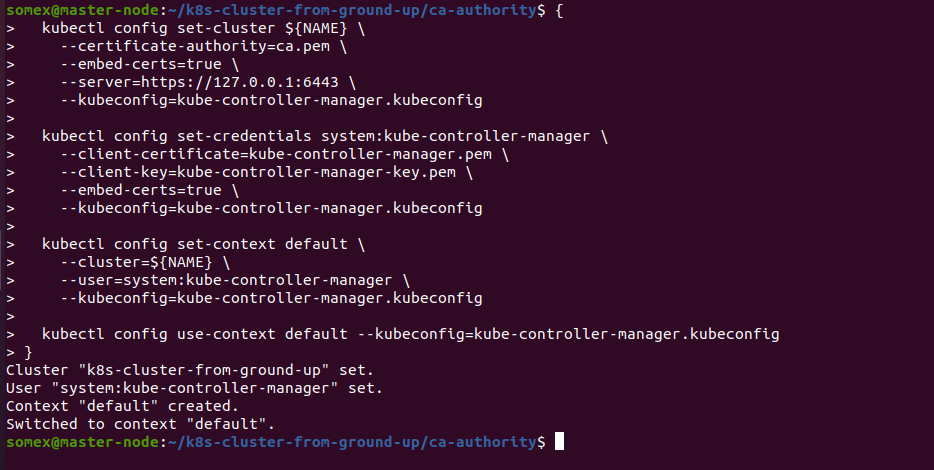 somex@master-node:~/k8s-cluster-from-ground-up/ca-authority$ {
>   kubectl config set-cluster ${NAME} \
>     --certificate-authority=ca.pem \
>     --embed-certs=true \
>     --server=https://127.0.0.1:6443 \
>     --kubeconfig=kube-controller-manager.kubeconfig
>
>   kubectl config set-credentials system:kube-controller-manager \
>     --client-certificate=kube-controller-manager.pem \
>     --client-key=kube-controller-manager-key.pem \
>     --embed-certs=true \
>     --kubeconfig=kube-controller-manager.kubeconfig
>
>   kubectl config set-context default \
>     --cluster=${NAME} \
>     --user=system:kube-controller-manager \
>     --kubeconfig=kube-controller-manager.kubeconfig
>
>   kubectl config use-context default --kubeconfig=kube-controller-manager.kubeconfig
> }
Cluster "k8s-cluster-from-ground-up" set.
User "system:kube-controller-manager" set.
Context "default" created.
Switched to context "default".
somex@master-node:~/k8s-cluster-from-ground-up/ca-authority$